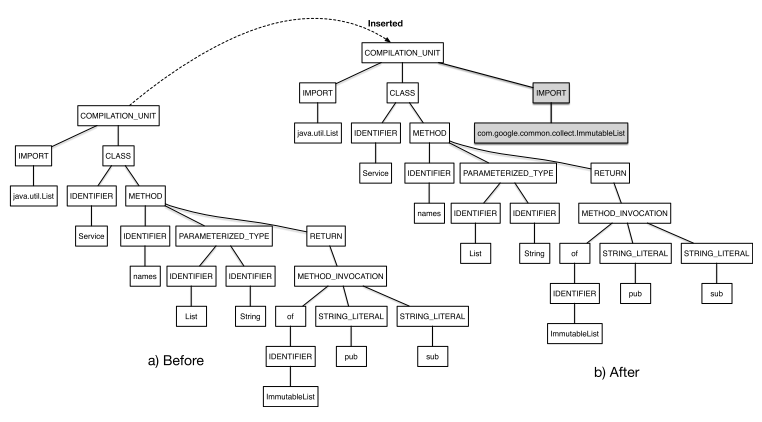 Inserted
COMPILATION_UNIT
IMPORT
CLASS
IMPORT
java.util.List
IDENTIFIER
METHOD
com.google.common.collect.ImmutableList
Service
IDENTIFIER
PARAMETERIZED_TYPE
RETURN
names
IDENTIFIER
IDENTIFIER
METHOD_INVOCATION
List
String
of
STRING_LITERAL
STRING_LITERAL
IDENTIFIER
pub
sub
ImmutableList
b) After
COMPILATION_UNIT
IMPORT
CLASS
java.util.List
IDENTIFIER
METHOD
Service
IDENTIFIER
PARAMETERIZED_TYPE
RETURN
names
IDENTIFIER
IDENTIFIER
METHOD_INVOCATION
List
String
of
STRING_LITERAL
STRING_LITERAL
IDENTIFIER
pub
sub
ImmutableList
a) Before